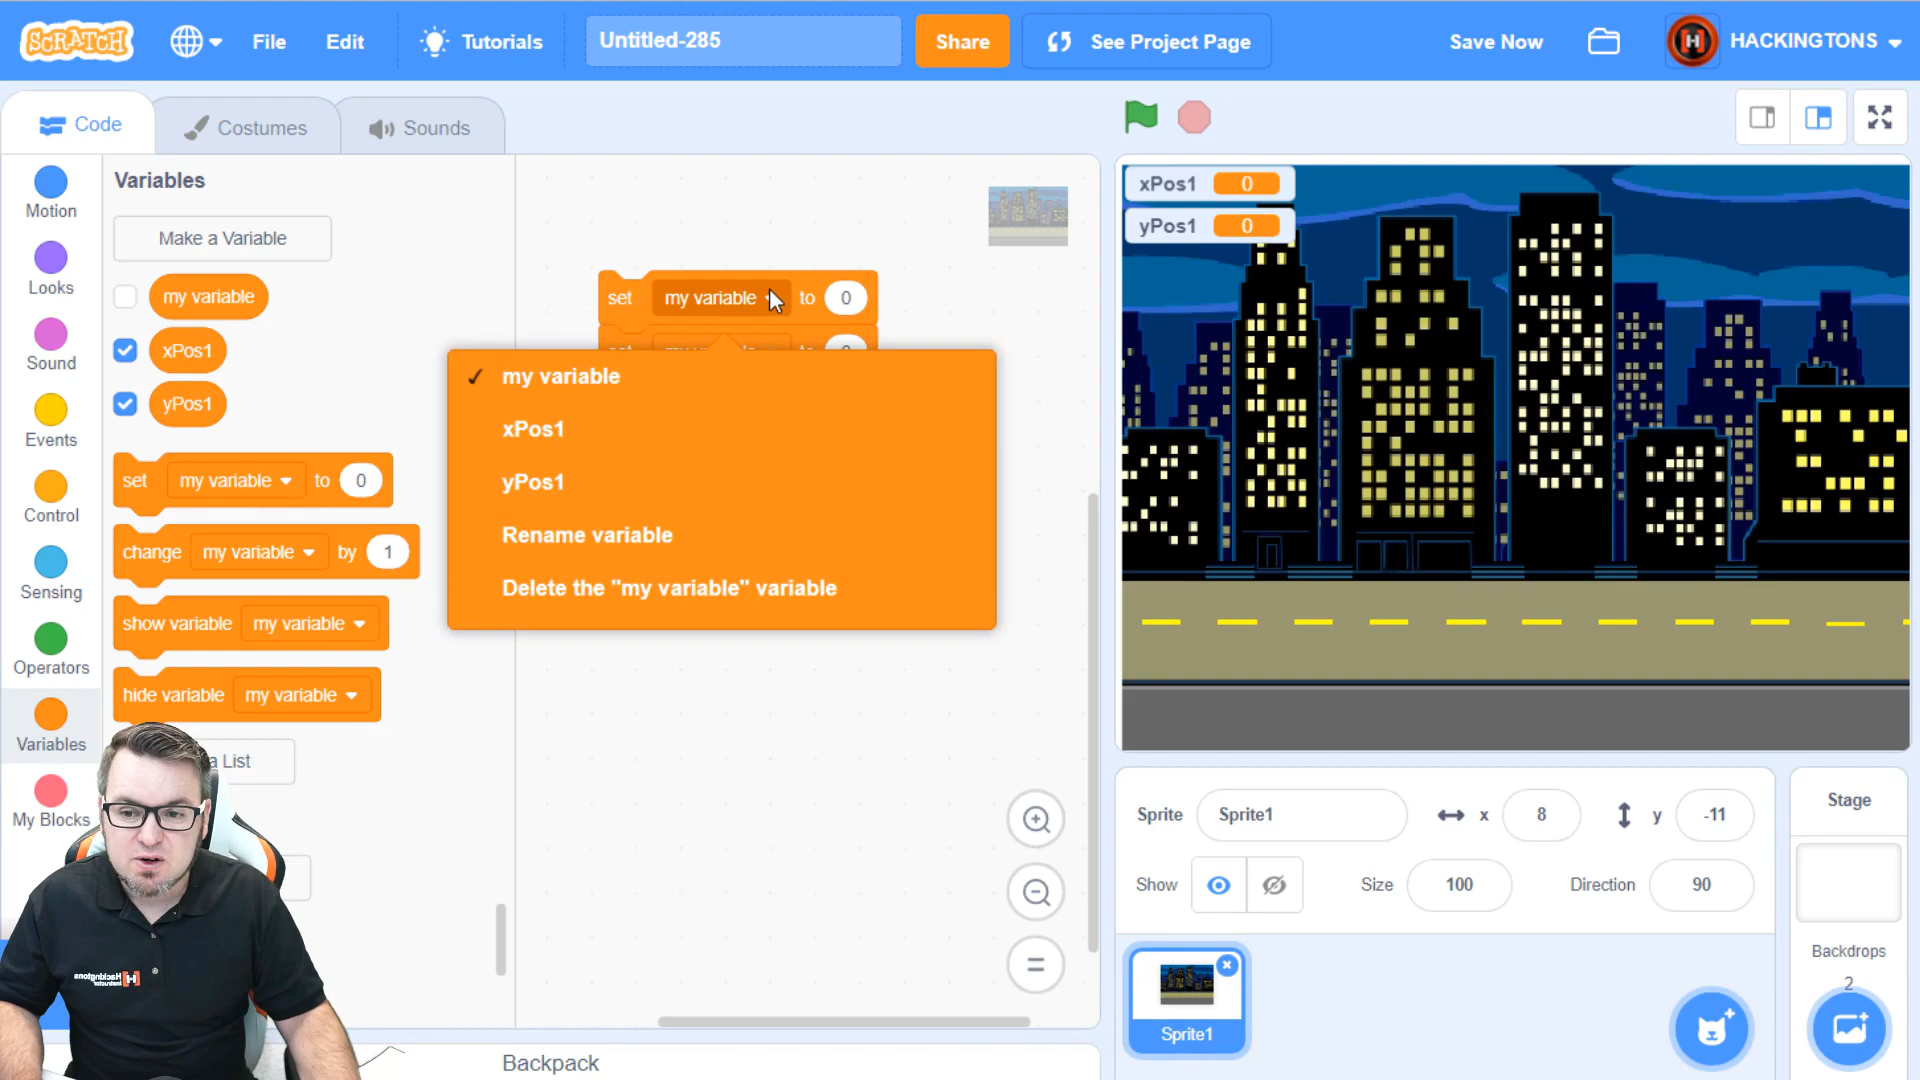 SCRATCH
File
Edit
Tutorials
Untitled-285
Share
See Project Page
Save Now
HACKINGTONS
Code
Costumes
Sounds
Motion
Looks
Sound
Events
Control
Sensing
Operators
Variables
My Blocks
Variables
Make a Variable
my variable
xPos1
yPos1
set my variable to 0
change my variable by 1
show variable my variable
hide variable my variable
a List
set my variable to 0
my variable
xPos1
yPos1
Rename variable
Delete the "my variable" variable
Backpack
xPos1 0
yPos1 0
Sprite Sprite1 x 8 y -11
Show Size 100 Direction 90
Sprite1
Stage
Backdrops
2
Hackingtons
Instructor